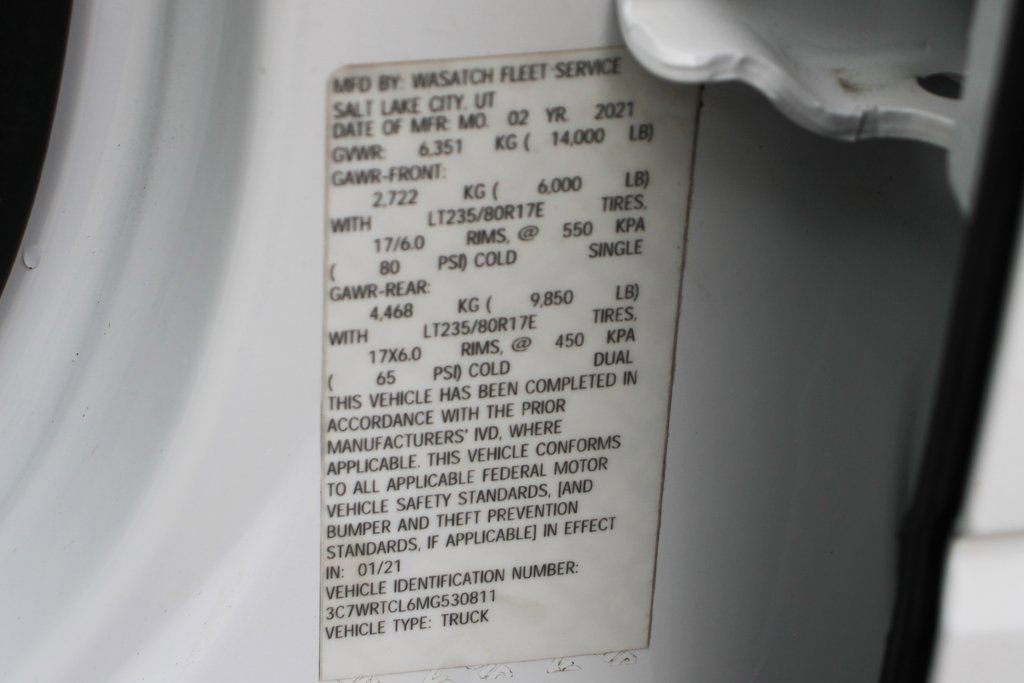 MFD BY: WASATCH FLEET SERVICE
SALT LAKE CITY, UT
DATE OF MFR: MO. 02 YR. 2021
GVWR: 6,351 KG ( 14,000 LB)
GAWR-FRONT:
2,722 KG ( 6,000 LB)
WITH LT235/80R17E TIRES,
17/6.0 RIMS, @ 550 KPA
( 80 PSI) COLD SINGLE
GAWR-REAR:
4,468 KG ( 9,850 LB)
WITH LT235/80R17E TIRES,
17X6.0 RIMS, @ 450 KPA
( 65 PSI) COLD DUAL
THIS VEHICLE HAS BEEN COMPLETED IN
ACCORDANCE WITH THE PRIOR
MANUFACTURERS' IVD, WHERE
APPLICABLE. THIS VEHICLE CONFORMS
TO ALL APPLICABLE FEDERAL MOTOR
VEHICLE SAFETY STANDARDS, [AND
BUMPER AND THEFT PREVENTION
STANDARDS, IF APPLICABLE] IN EFFECT
IN: 01/21
VEHICLE IDENTIFICATION NUMBER:
3C7WRTCL6MG530811
VEHICLE TYPE: TRUCK